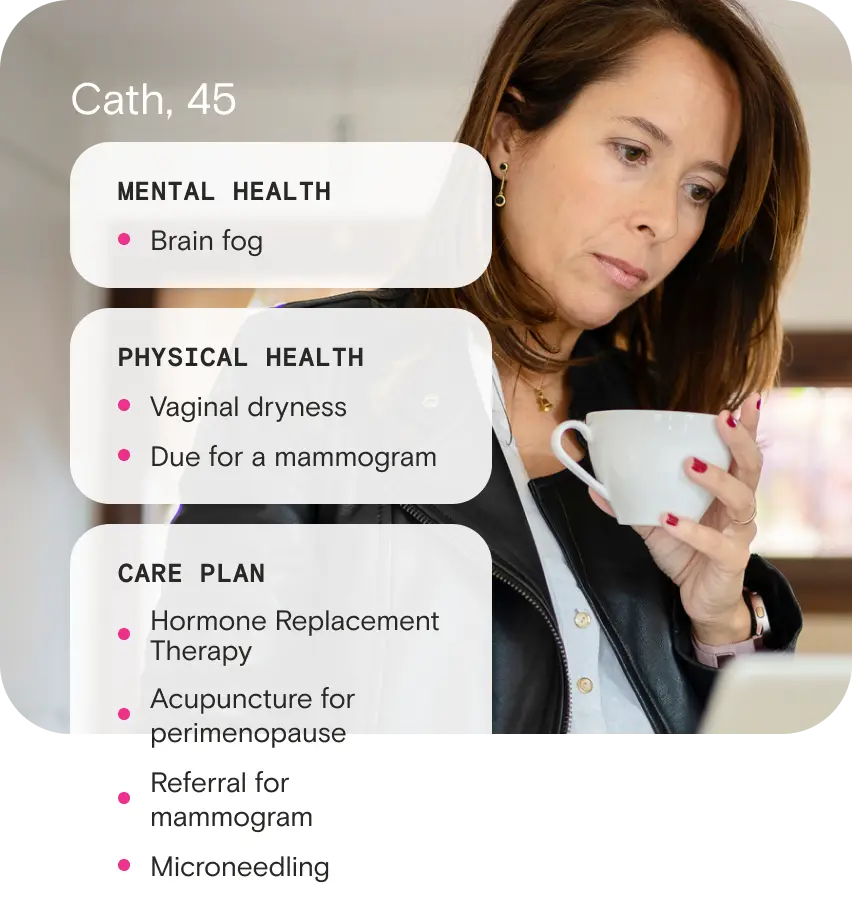 Cath, 45
MENTAL HEALTH
Brain fog
PHYSICAL HEALTH
Vaginal dryness
Due for a mammogram
CARE PLAN
Hormone Replacement
Therapy
Acupuncture for
perimenopause
Referral for
mammogram
Microneedling